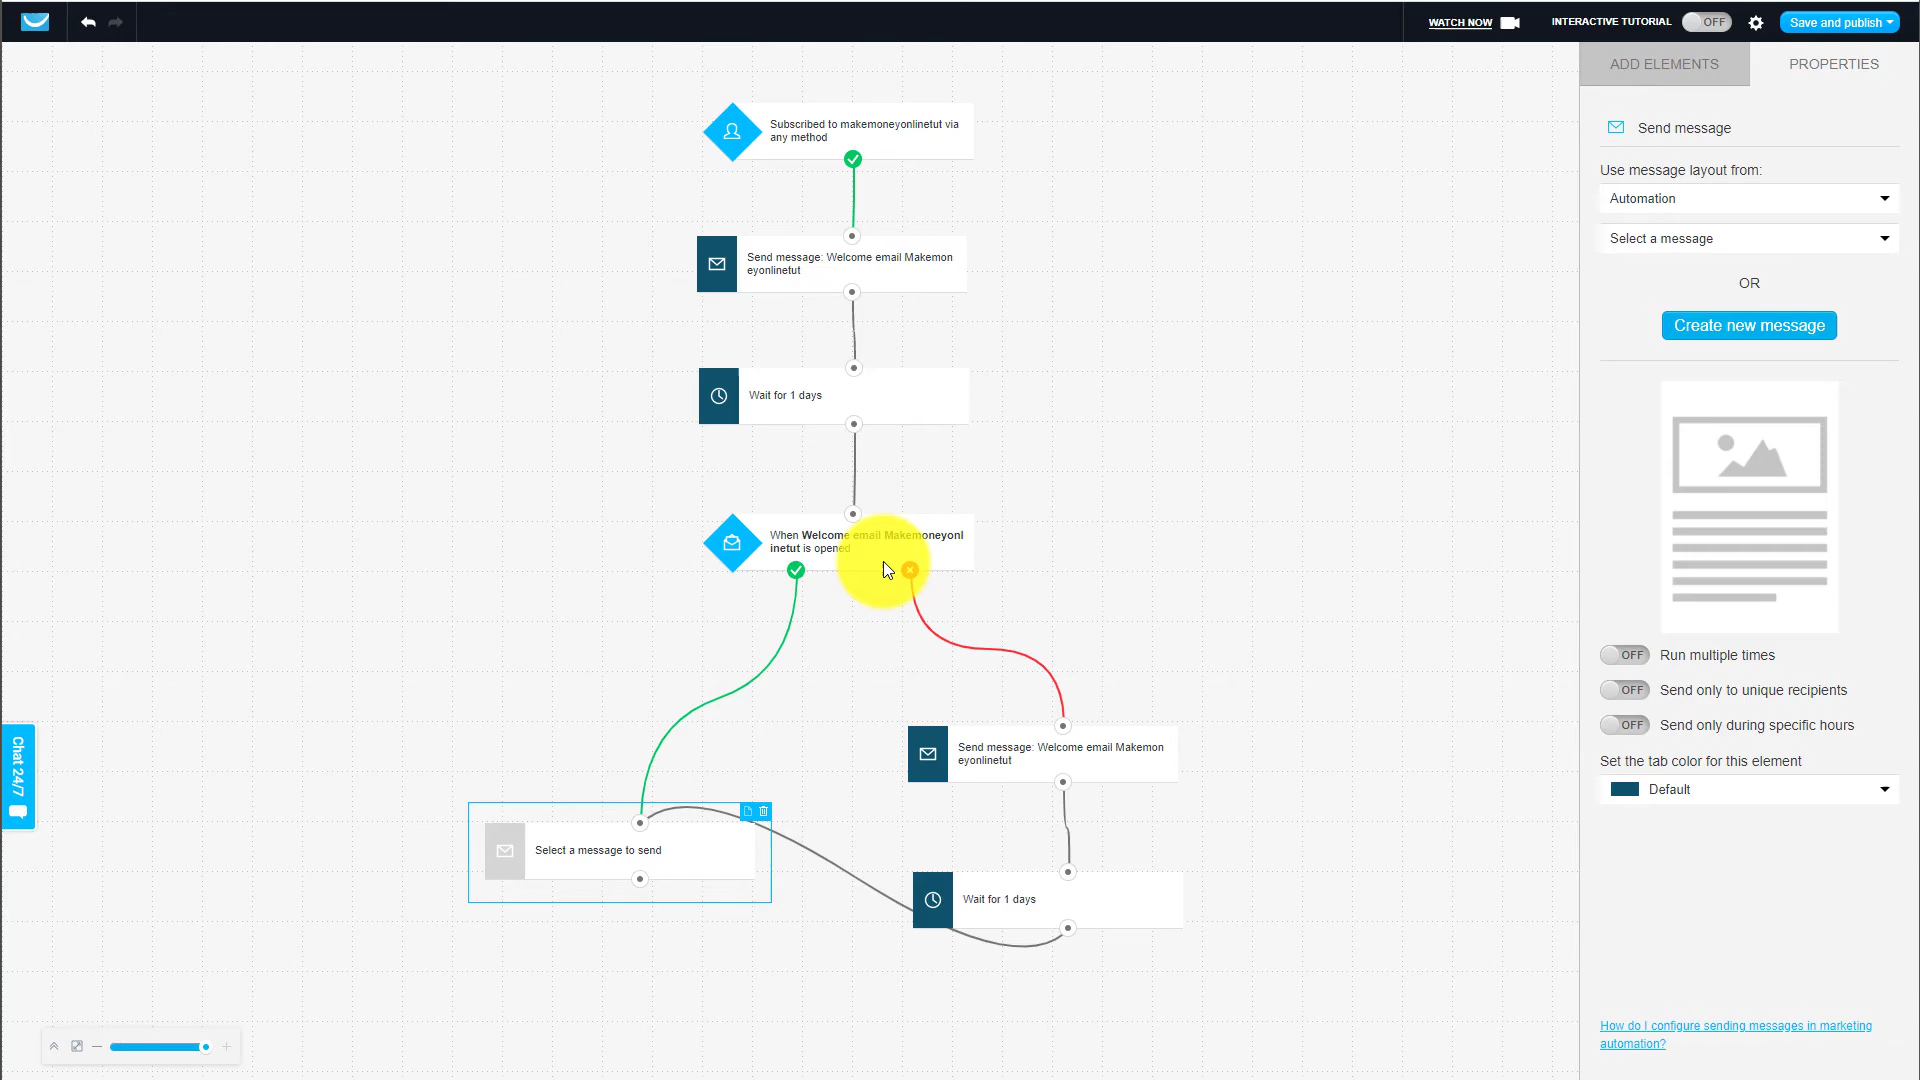 WATCH NOW
INTERACTIVE TUTORIAL
OFF
Save and publish
ADD ELEMENTS
PROPERTIES
Subscribed to makemoneyonlinetut via
any method
Send message: Welcome email Makemon
eyonlinetut
Wait for 1 days
When Welcome email Makemoneyonl
inetut is opened
Send message: Welcome email Makemon
eyonlinetut
Select a message to send
Wait for 1 days
Chat 24/7
Send message
Use message layout from:
Automation
Select a message
OR
Create new message
OFF Run multiple times
OFF Send only to unique recipients
OFF Send only during specific hours
Set the tab color for this element
Default
How do I configure sending messages in marketing
automation?